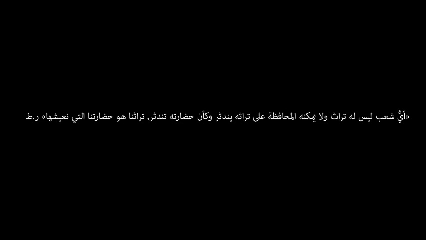 «أيُّ شعب ليس له تراث ولا يمكنه المحافظة على تراثه يندثر وكأن حضارته تندثر، تراثنا هو حضارتنا التي نعيشها» ر.ط